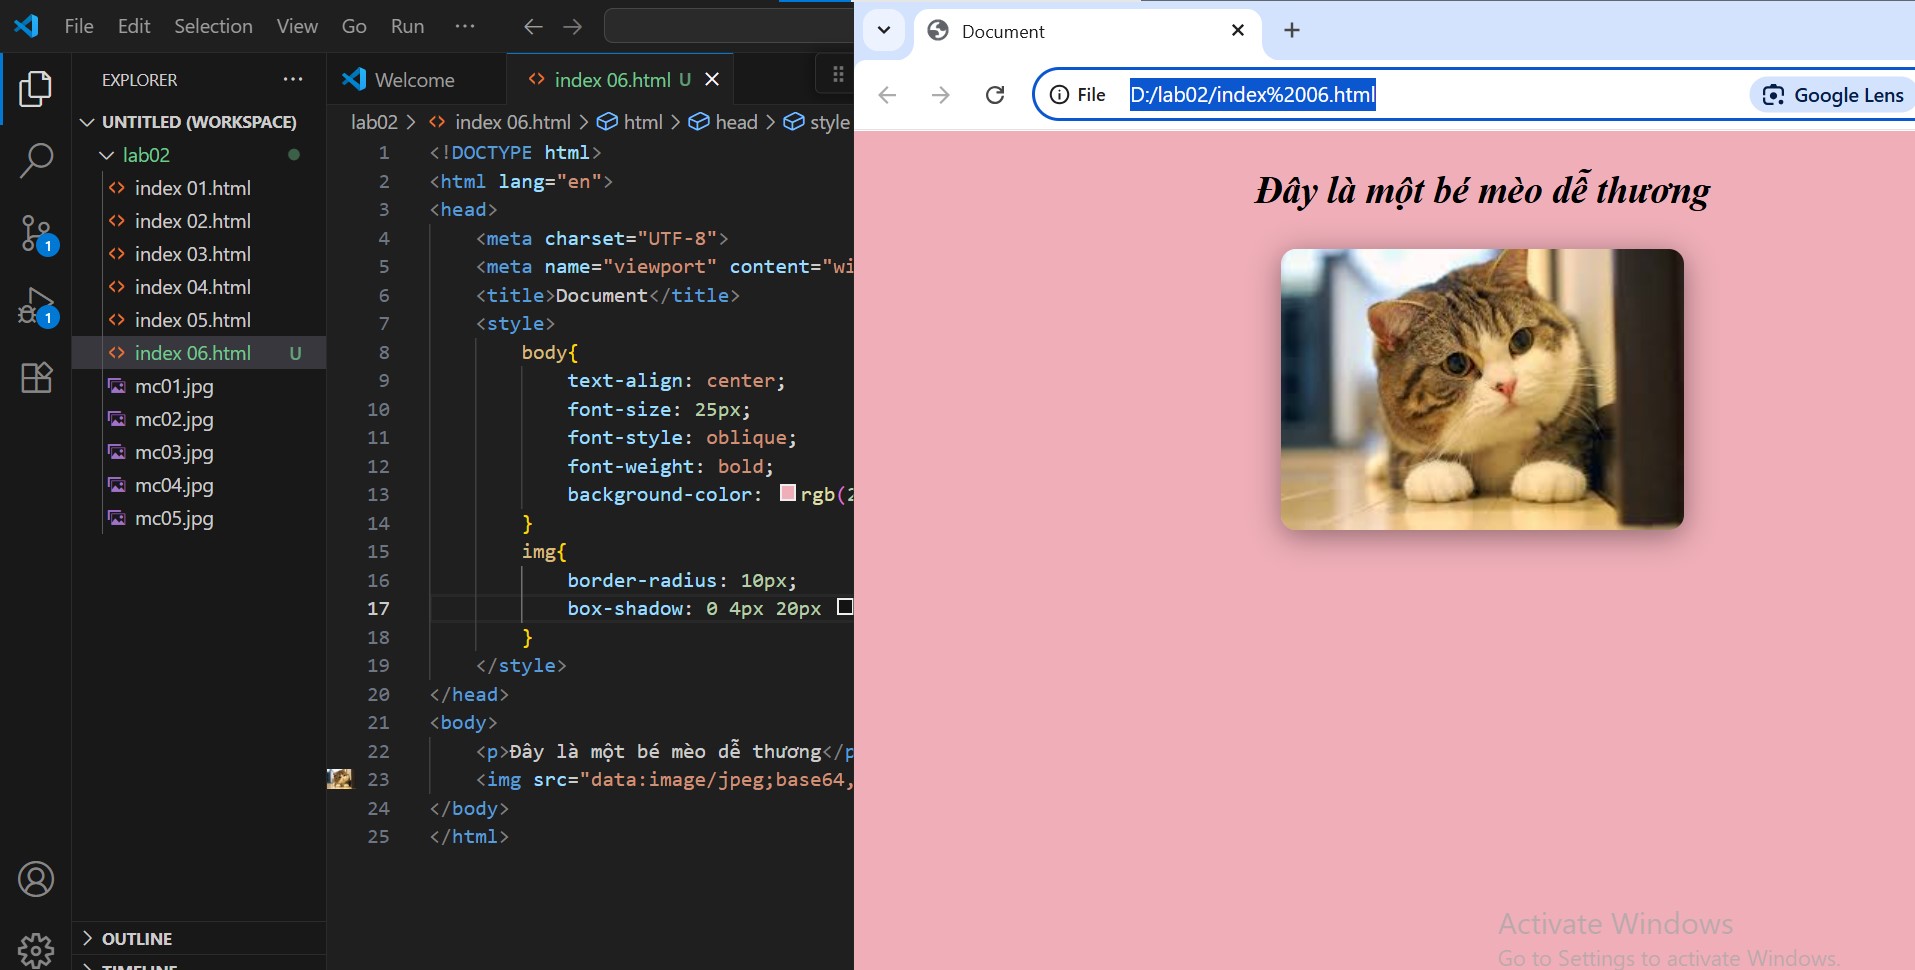 File Edit Selection View Go Run ···
EXPLORER ···
UNTITLED (WORKSPACE)
lab02
index 01.html
index 02.html
index 03.html
index 04.html
index 05.html
index 06.html U
mc01.jpg
mc02.jpg
mc03.jpg
mc04.jpg
mc05.jpg
OUTLINE
TIMELINE
1
1
Welcome
index 06.html U
lab02 > index 06.html > html > head > style
1 <!DOCTYPE html>
2 <html lang="en">
3 <head>
4 <meta charset="UTF-8">
5 <meta name="viewport" content="wi
6 <title>Document</title>
7 <style>
8 body{
9 text-align: center;
10 font-size: 25px;
11 font-style: oblique;
12 font-weight: bold;
13 background-color: rgb(2
14 }
15 img{
16 border-radius: 10px;
17 box-shadow: 0 4px 20px
18 }
19 </style>
20 </head>
21 <body>
22 <p>Đây là một bé mèo dễ thương</p
23 <img src="data:image/jpeg;base64,
24 </body>
25 </html>
Document
File D:/lab02/index%2006.html Google Lens
Đây là một bé mèo dễ thương
Activate Windows
Go to Settings to activate Windows.